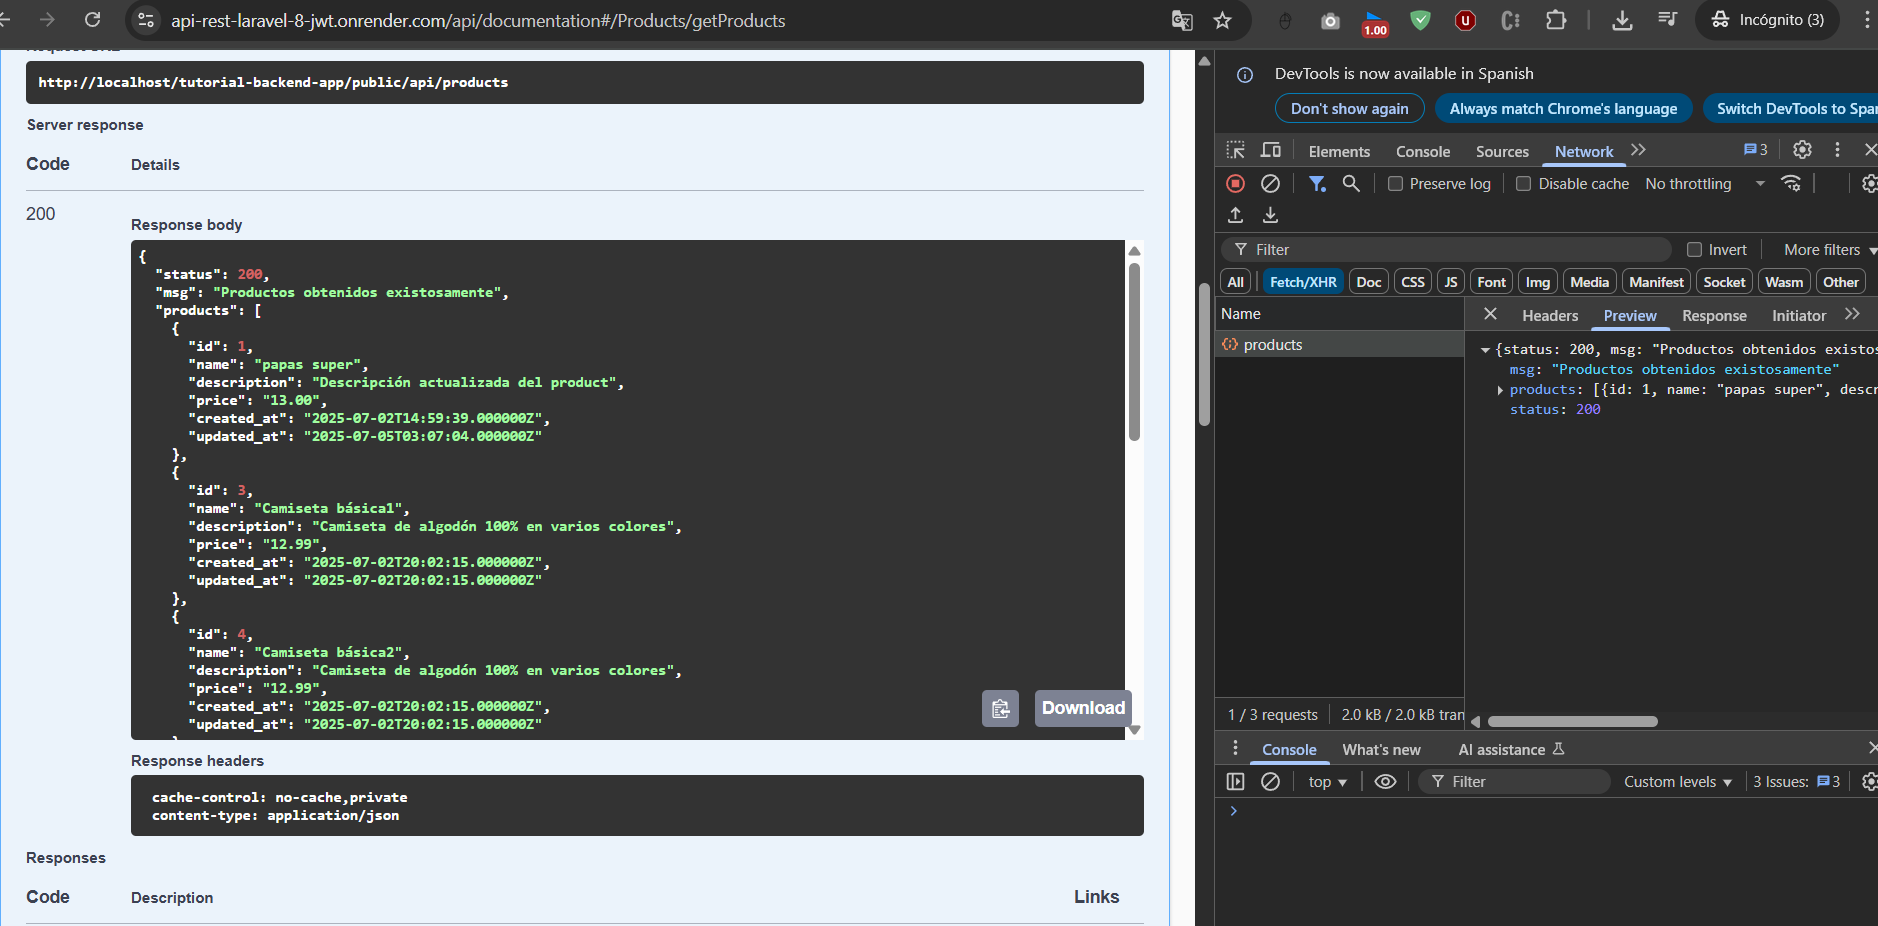 api-rest-laravel-8-jwt.onrender.com/api/documentation#/Products/getProducts
1.00
Incógnito (3)
http://localhost/tutorial-backend-app/public/api/products
Server response
Code Details
200
Response body
{
"status": 200,
"msg": "Productos obtenidos existosamente",
"products": [
{
"id": 1,
"name": "papas super",
"description": "Descripción actualizada del product",
"price": "13.00",
"created_at": "2025-07-02T14:59:39.000000Z",
"updated_at": "2025-07-05T03:07:04.000000Z"
},
{
"id": 3,
"name": "Camiseta básica1",
"description": "Camiseta de algodón 100% en varios colores",
"price": "12.99",
"created_at": "2025-07-02T20:02:15.000000Z",
"updated_at": "2025-07-02T20:02:15.000000Z"
},
{
"id": 4,
"name": "Camiseta básica2",
"description": "Camiseta de algodón 100% en varios colores",
"price": "12.99",
"created_at": "2025-07-02T20:02:15.000000Z",
"updated_at": "2025-07-02T20:02:15.000000Z"
Download
Response headers
cache-control: no-cache,private
content-type: application/json
Responses
Code Description Links
DevTools is now available in Spanish
Don't show again Always match Chrome's language Switch DevTools to Spa
Elements Console Sources Network 3
Preserve log Disable cache No throttling
Filter Invert More filters
All Fetch/XHR Doc CSS JS Font Img Media Manifest Socket Wasm Other
Name Headers Preview Response Initiator
products
{status: 200, msg: "Productos obtenidos existos
msg: "Productos obtenidos existosamente"
products: [{id: 1, name: "papas super", descr
status: 200
1 / 3 requests 2.0 kB / 2.0 kB tran
Console What's new AI assistance
top Filter Custom levels 3 Issues: 3